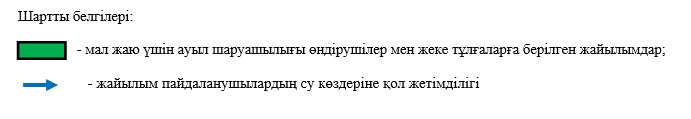 Шартты белгілері:
- мал жаю үшін ауыл шаруашылығы өндірушілер мен жеке тұлғаларға берілген жайылымдар;
- жайылым пайдаланушылардың су көздеріне қол жетімділігі